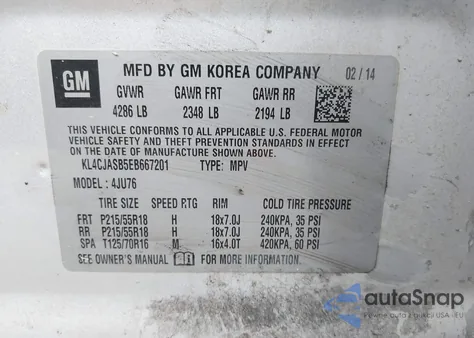 GM MFD BY GM KOREA COMPANY 02/14
GVWR GAWR FRT GAWR RR
4286 LB 2348 LB 2194 LB
THIS VEHICLE CONFORMS TO ALL APPLICABLE U.S. FEDERAL MOTOR
VEHICLE SAFETY AND THEFT PREVENTION STANDARDS IN EFFECT ON
THE DATE OF MANUFACTURE SHOWN ABOVE.
KL4CJASB5EB667201 TYPE: MPV
MODEL: 4JU76
TIRE SIZE SPEED RTG RIM COLD TIRE PRESSURE
FRT P215/55R18 H 18x7.0J 240KPA, 35 PSI
RR P215/55R18 H 18x7.0J 240KPA, 35 PSI
SPA T125/70R16 M 16x4.0T 420KPA, 60 PSI
SEE OWNER'S MANUAL FOR MORE INFORMATION
autoSnap